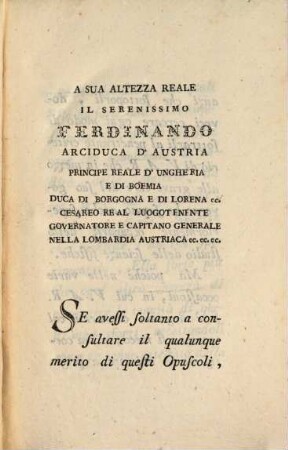 A SUA ALTEZZA REALE
IL SERENISSIMO
FERDINANDO
ARCIDUCA D' AUSTRIA
PRINCIPE REALE D' UNGHERIA
E DI BOEMIA
DUCA DI BORGOGNA E DI LORENA ec.
CESAREO REAL LUOGOTENENTE
GOVERNATORE E CAPITANO GENERALE
NELLA LOMBARDIA AUSTRIACA ec. ec. ec.
SE avessi ſoltanto a con-
ſultare il qualunque
merito di queſti Opuſcoli,